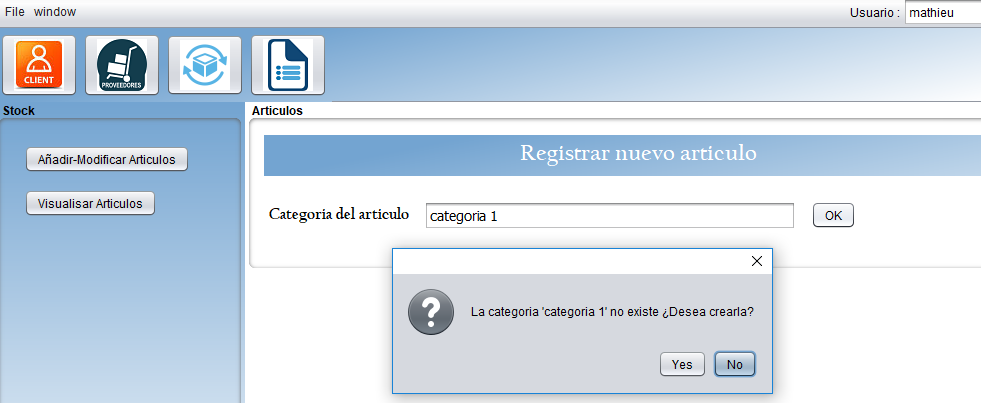 File window
Usuario : mathieu
CLIENT
PROVEEDORES
Stock
Articulos
Añadir-Modificar Articulos
Visualisar Articulos
Registrar nuevo articulo
Categoria del articulo categoria 1 OK
La categoria 'categoria 1' no existe ¿Desea crearla?
Yes No